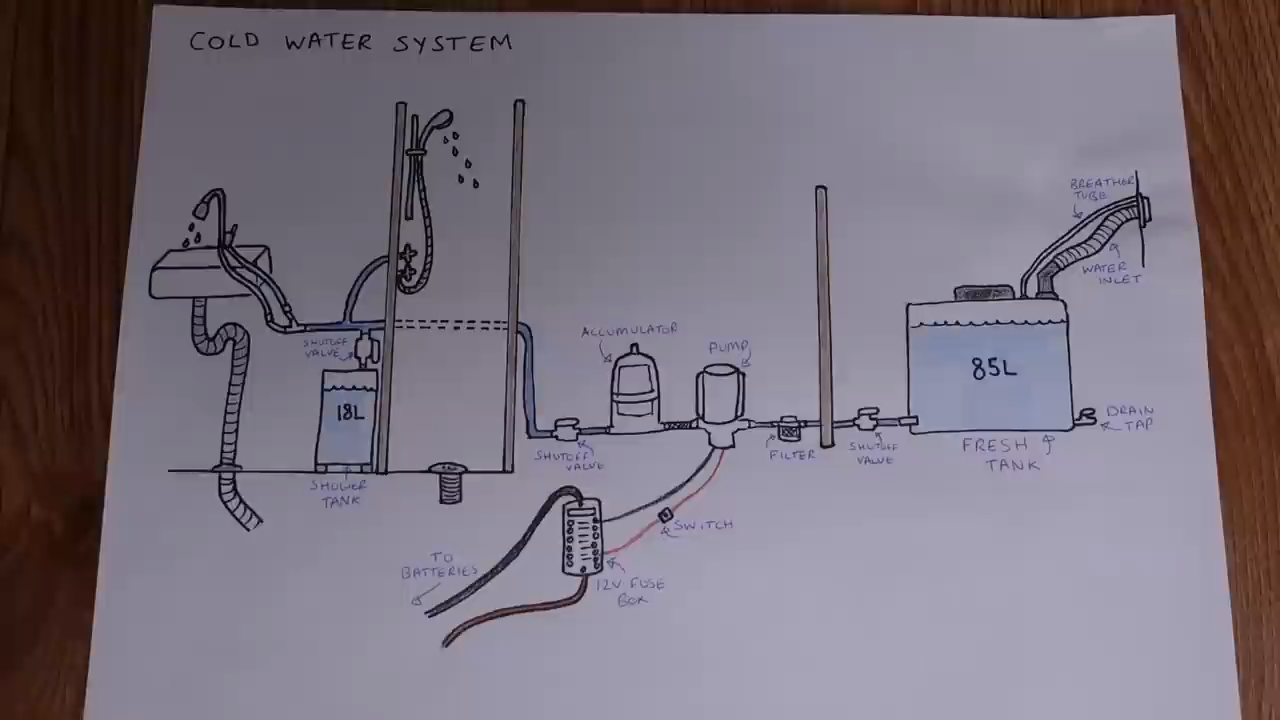 COLD WATER SYSTEM
BREATHER
TUBE
WATER
INLET
ACCUMULATOR
PUMP
SHUTOFF
VALVE
85L
18L
DRAIN
TAP
SHUTOFF
VALVE
FILTER
SHUTOFF
VALVE
FRESH
TANK
SHOWER
TANK
SWITCH
TO
BATTERIES
12V FUSE
BOX